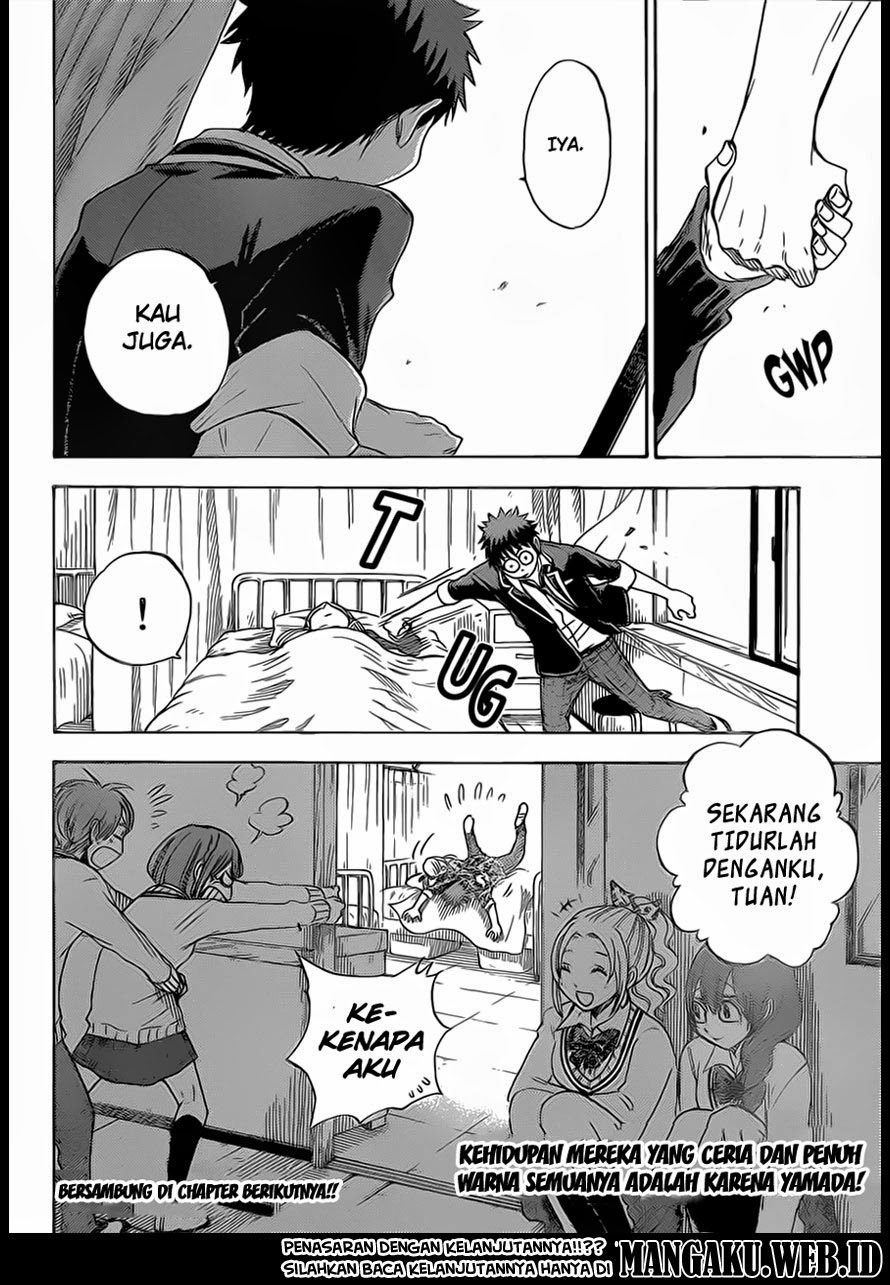 IYA.
KAU
JUGA.
GWP
!
T
UG
SEKARANG
TIDURLAH
DENGANKU,
TUAN!
KE-
KENAPA
AKU
KEHIDUPAN MEREKA YANG CERIA DAN PENUH
WARNA SEMUANYA ADALAH KARENA YAMADA!
BERSAMBUNG DI CHAPTER BERIKUTNYA!!
PENASARAN DENGAN KELANJUTANNYA!!??
SILAHKAN BACA KELANJUTANNYA HANYA DI MANGAKU.WEB.ID